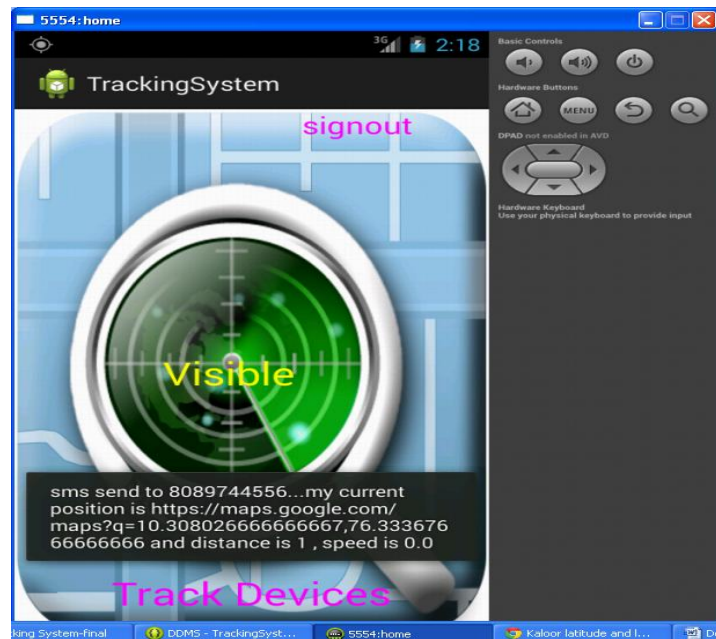 5554:home
3G 2:18
TrackingSystem
signout
Visible
sms send to 8089744556...my current
position is https://maps.google.com/
maps?q=10.308026666666667,76.333676
66666666 and distance is 1 , speed is 0.0
Track Devices
Basic Controls
Hardware Buttons
MENU
DPAD not enabled in AVD
Hardware Keyboard
Use your physical keyboard to provide input
king System-final
DDMS - TrackingSyst...
5554:home
Kaloor latitude and l...
D